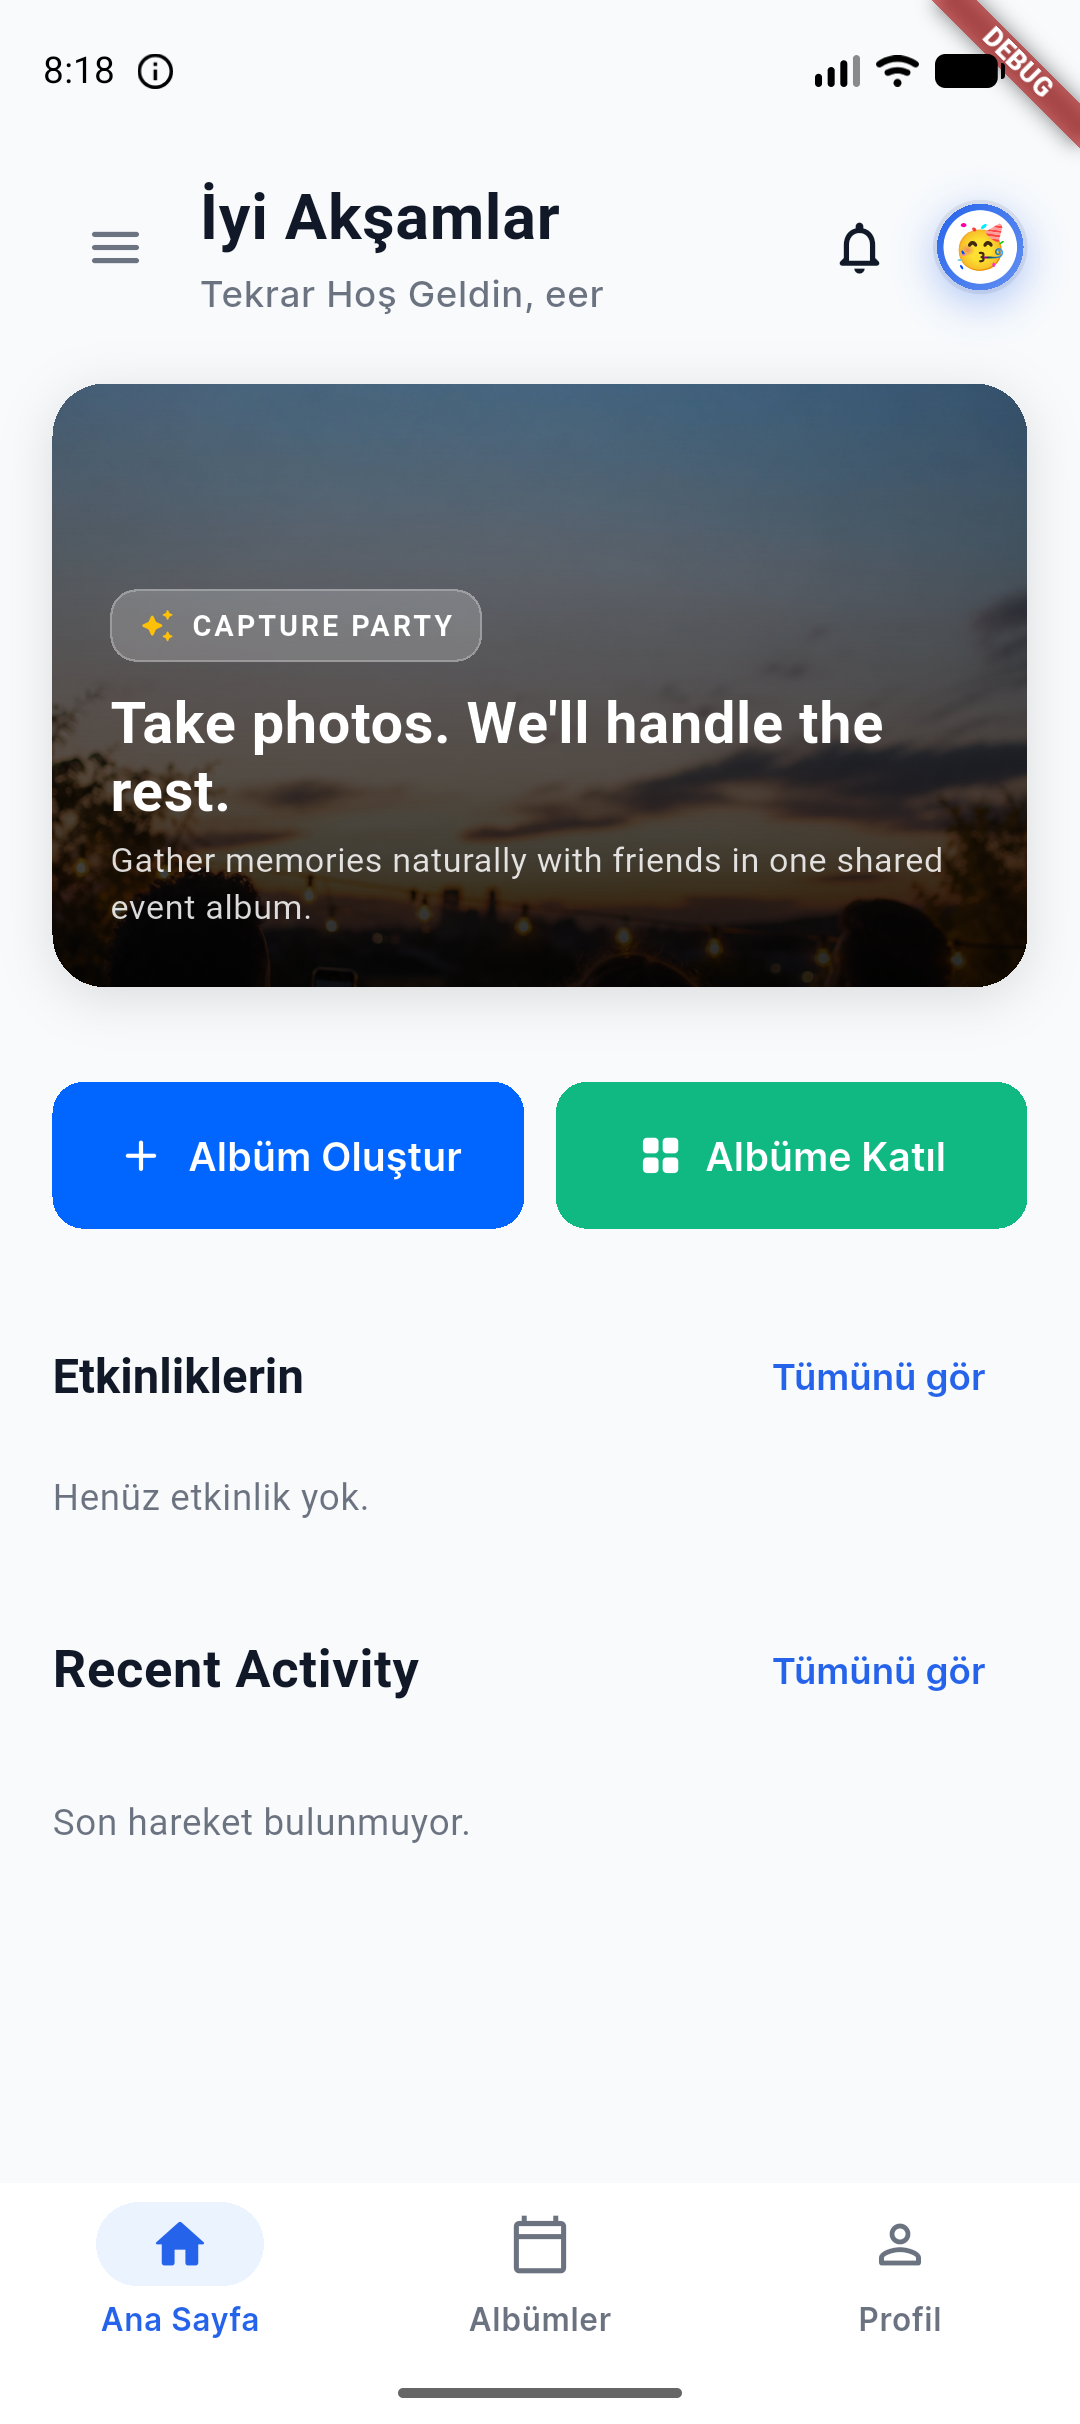 8:18
DEBUG
İyi Akşamlar
Tekrar Hoş Geldin, eer
CAPTURE PARTY
Take photos. We'll handle the
rest.
Gather memories naturally with friends in one shared
event album.
Albüm Oluştur
Albüme Katıl
Etkinliklerin
Tümünü gör
Henüz etkinlik yok.
Recent Activity
Tümünü gör
Son hareket bulunmuyor.
Ana Sayfa
Albümler
Profil